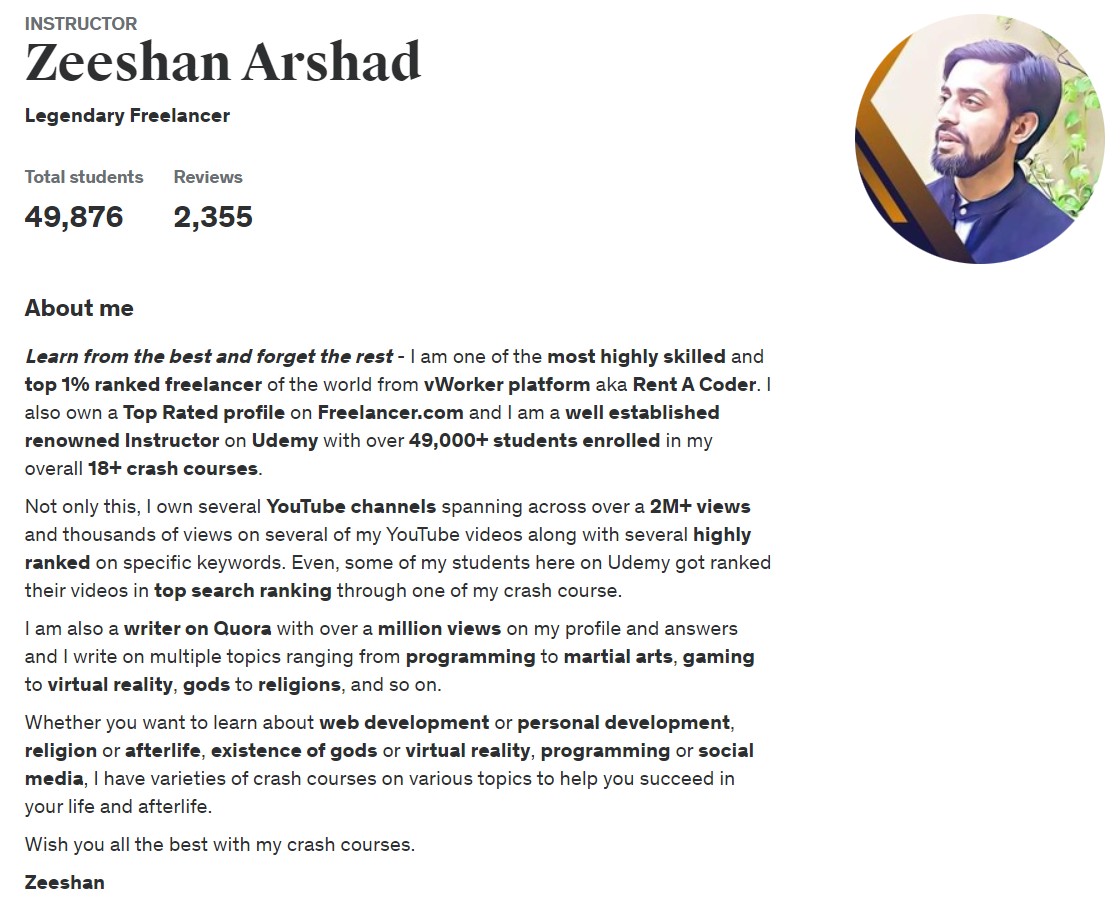 INSTRUCTOR
Zeeshan Arshad
Legendary Freelancer
Total students Reviews
49,876 2,355
About me
Learn from the best and forget the rest - I am one of the most highly skilled and
top 1% ranked freelancer of the world from vWorker platform aka Rent A Coder. I
also own a Top Rated profile on Freelancer.com and I am a well established
renowned Instructor on Udemy with over 49,000+ students enrolled in my
overall 18+ crash courses.
Not only this, I own several YouTube channels spanning across over a 2M+ views
and thousands of views on several of my YouTube videos along with several highly
ranked on specific keywords. Even, some of my students here on Udemy got ranked
their videos in top search ranking through one of my crash course.
I am also a writer on Quora with over a million views on my profile and answers
and I write on multiple topics ranging from programming to martial arts, gaming
to virtual reality, gods to religions, and so on.
Whether you want to learn about web development or personal development,
religion or afterlife, existence of gods or virtual reality, programming or social
media, I have varieties of crash courses on various topics to help you succeed in
your life and afterlife.
Wish you all the best with my crash courses.
Zeeshan